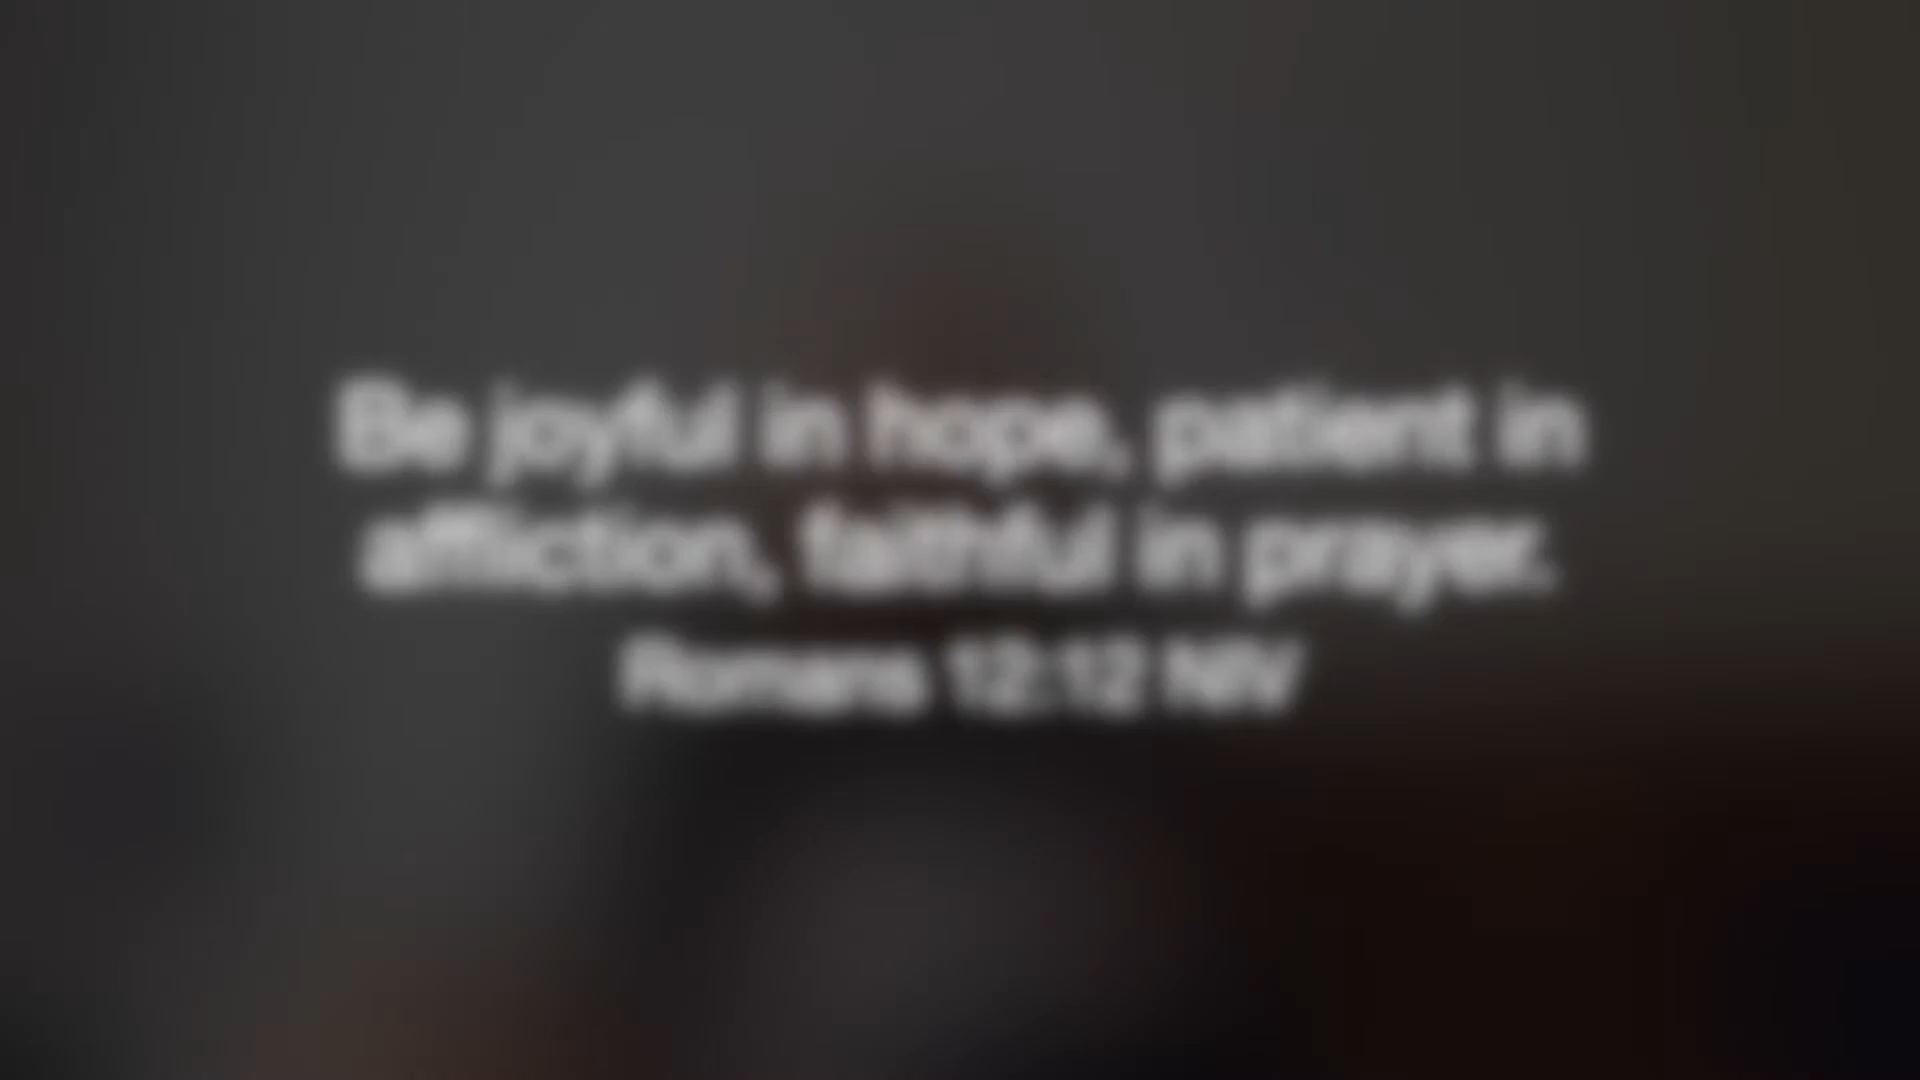 Be joyful in hope, patient in
affliction, faithful in prayer.
Romans 12:12 NIV